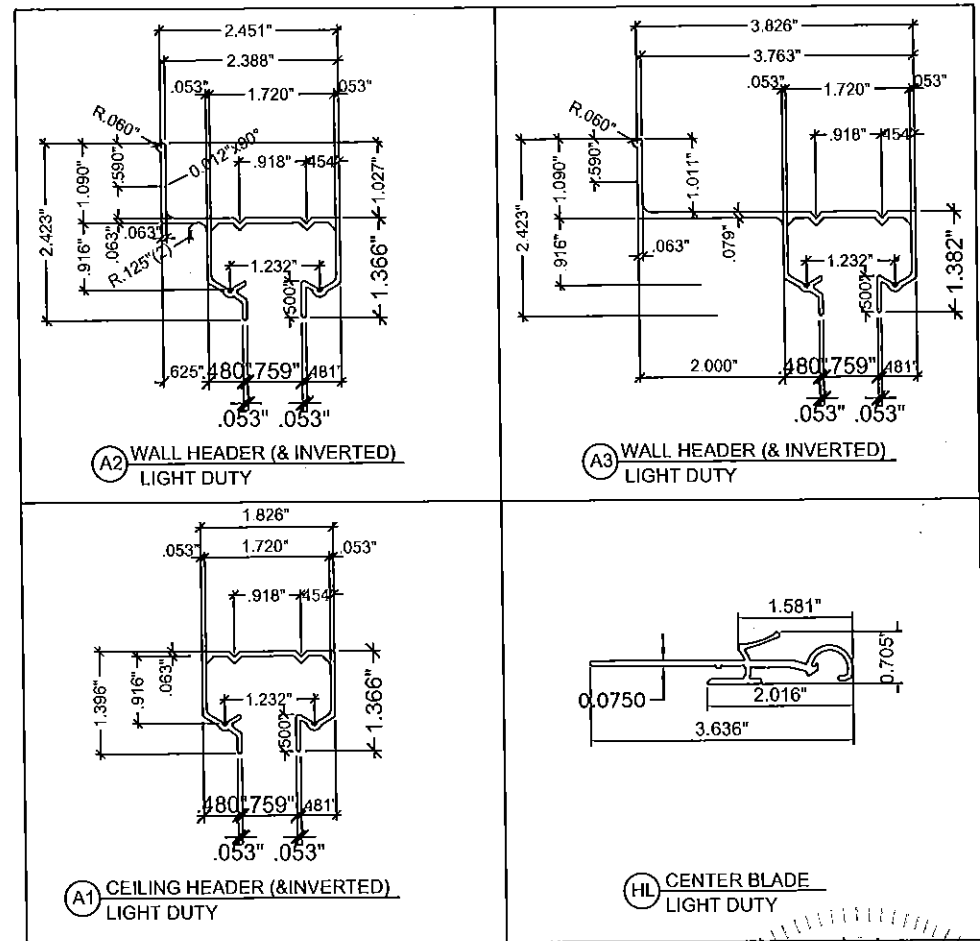 2.451"
2.388"
.053" 1.720" .053"
R.060"
0.012"x90°
.918" .454
.590"
1.090"
1.027"
2.423"
.063"
.063"
.916"
R.125"(2)
1.232"
.500"
1.366"
.625" .480" .759" .481"
.053" .053"
A2 WALL HEADER (& INVERTED)
LIGHT DUTY
3.826"
3.763"
.053" 1.720" .053"
R.060"
.918" .454
.590"
1.090"
1.011"
2.423"
.916"
.063"
.079"
1.232"
.500"
1.382"
2.000" .480" .759" .481"
.053" .053"
A3 WALL HEADER (& INVERTED)
LIGHT DUTY
1.826"
.053" 1.720" .053"
.918" .454
1.396"
.916"
.063"
1.232"
.500"
1.366"
.480" .759" .481"
.053" .053"
A1 CEILING HEADER (&INVERTED)
LIGHT DUTY
1.581"
0.705"
0.0750
2.016"
3.636"
HL CENTER BLADE
LIGHT DUTY